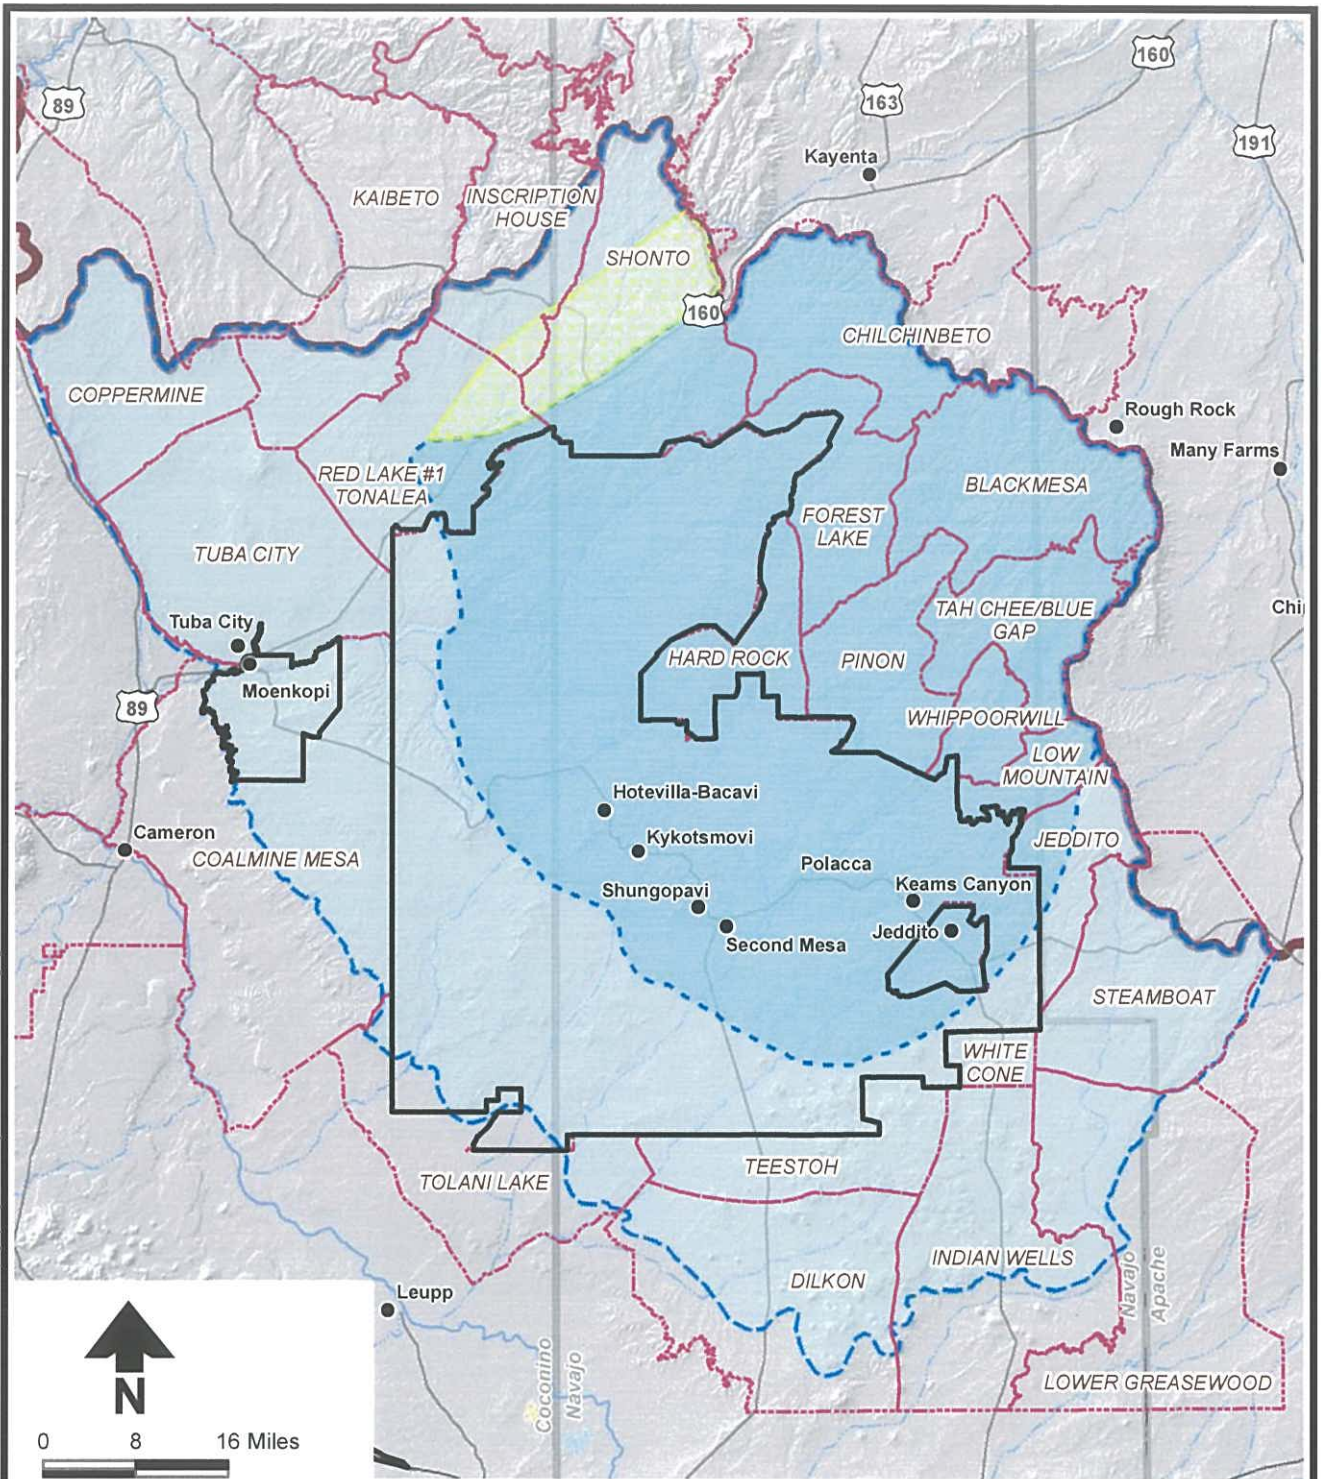 160
89
163
191
Kayenta
KAIBETO
INSCRIPTION
HOUSE
SHONTO
160
CHILCHINBETO
COPPERMINE
Rough Rock
Many Farms
RED LAKE #1
TONALEA
BLACKMESA
FOREST
LAKE
TUBA CITY
TAH CHEE/BLUE
GAP
Chi
Tuba City
HARD ROCK
PINON
Moenkopi
89
WHIPPOORWILL
LOW
MOUNTAIN
Hotevilla-Bacavi
Cameron
Kykotsmovi
JEDDITO
COALMINE MESA
Polacca
Keams Canyon
Shungopavi
Jeddito
Second Mesa
STEAMBOAT
WHITE
CONE
TEESTOH
TOLANI LAKE
INDIAN WELLS
DILKON
Navajo
Apache
Leupp
Coconino
Navajo
LOWER GREASEWOOD
N
0 8 16 Miles